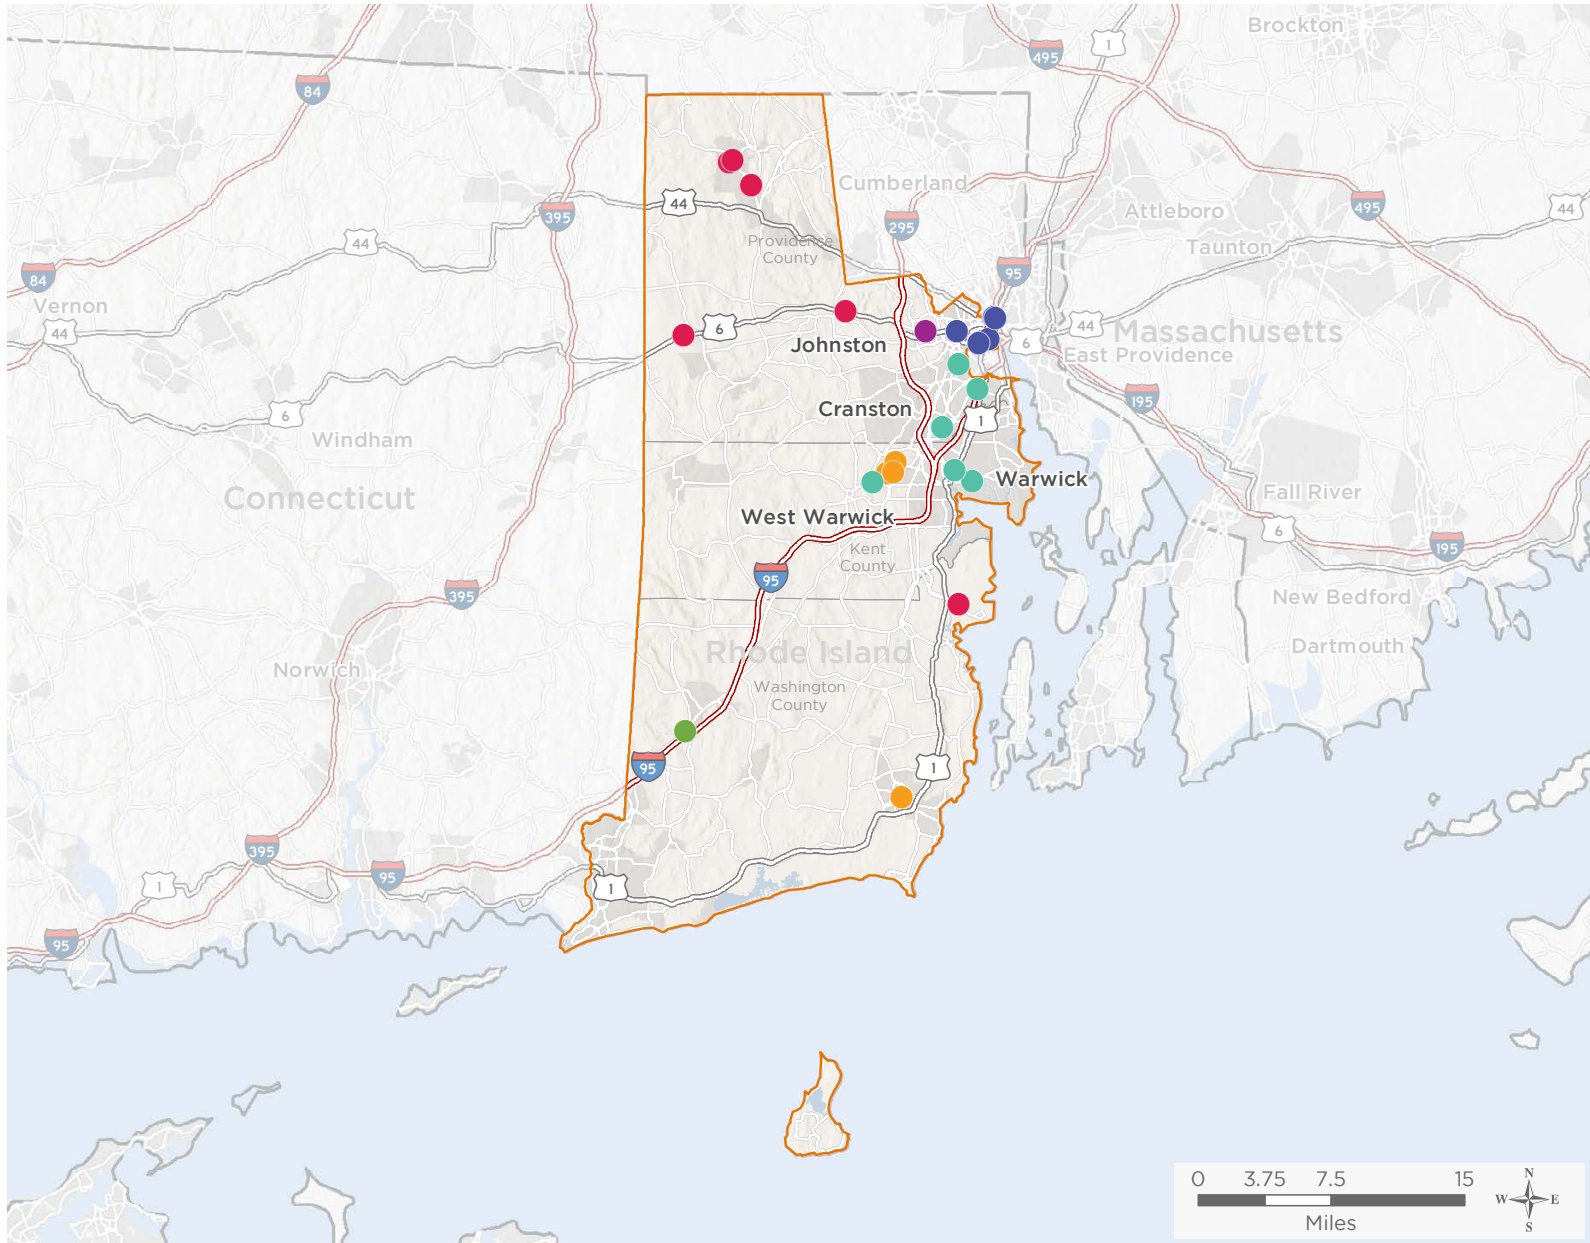 Brockton
1
495
84
Cumberland
44
495
44
Attleboro
395
295
44
Taunton
Providence
County
95
84
Vernon
44
6
44
Massachusetts
6
Johnston
East Providence
195
6
Cranston
1
Windham
Warwick
Connecticut
Fall River
West Warwick
6
195
Kent
County
95
395
New Bedford
Rhode Island
Dartmouth
Norwich
Washington
County
95
1
395
95
1
1
95
0
3.75
7.5
15
Miles
N
W
E
S